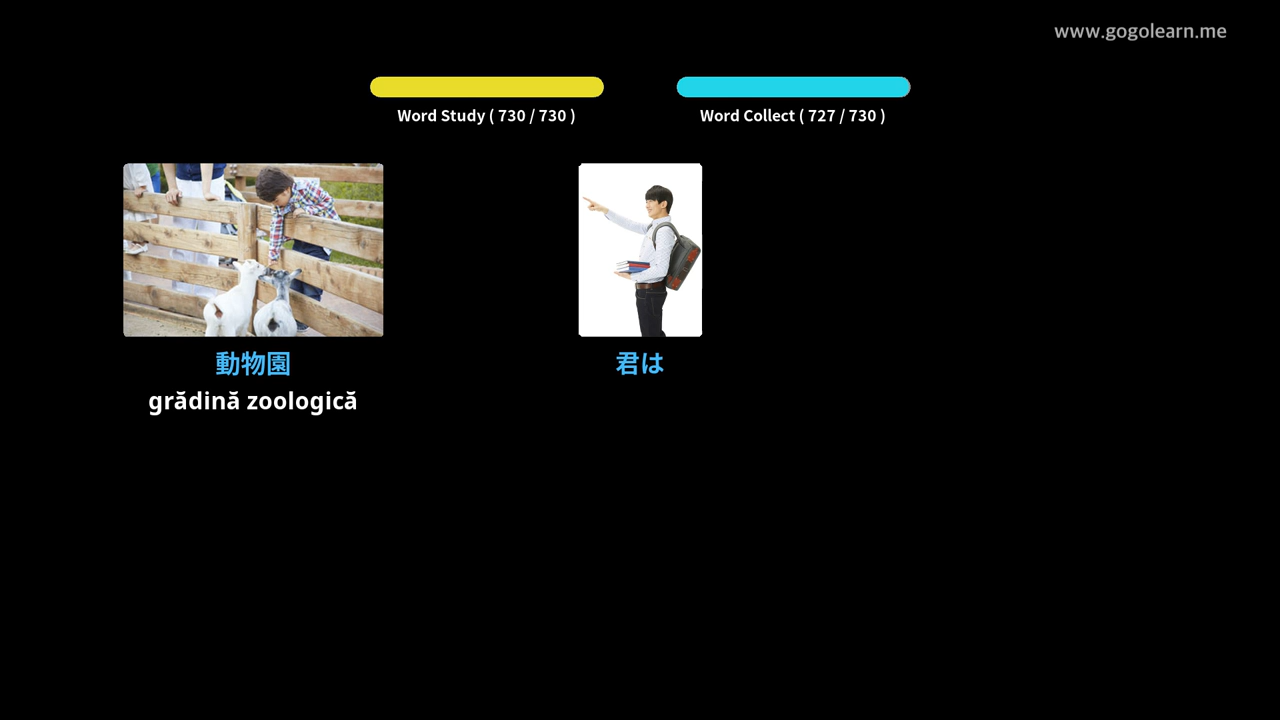 www.gogolearn.me
Word Study ( 730 / 730 )
Word Collect ( 727 / 730 )
動物園
君は
grădină zoologică